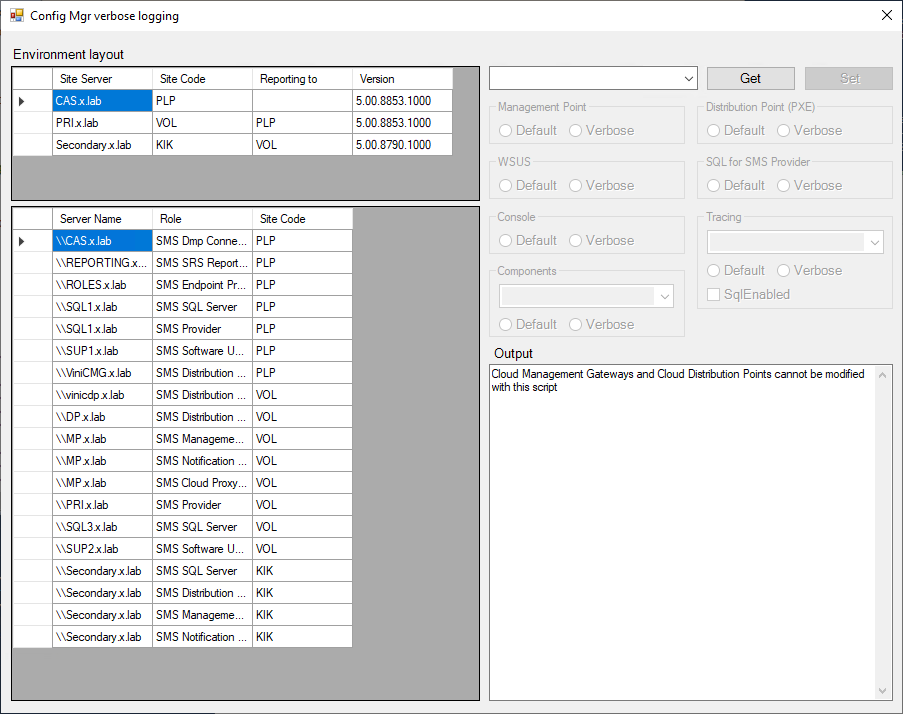 Config Mgr verbose logging
Environment layout
Site Server Site Code Reporting to Version
CAS.x.lab PLP 5.00.8853.1000
PRI.x.lab VOL PLP 5.00.8853.1000
Secondary.x.lab KIK VOL 5.00.8790.1000
Server Name Role Site Code
\\CAS.x.lab SMS Dmp Conne... PLP
\\REPORTING.x... SMS SRS Report... PLP
\\ROLES.x.lab SMS Endpoint Pr... PLP
\\SQL1.x.lab SMS SQL Server PLP
\\SQL1.x.lab SMS Provider PLP
\\SUP1.x.lab SMS Software U... PLP
\\ViniCMG.x.lab SMS Distribution ... PLP
\\vinicdp.x.lab SMS Distribution ... VOL
\\DP.x.lab SMS Distribution ... VOL
\\MP.x.lab SMS Manageme... VOL
\\MP.x.lab SMS Notification ... VOL
\\MP.x.lab SMS Cloud Proxy... VOL
\\PRI.x.lab SMS Provider VOL
\\SQL3.x.lab SMS SQL Server VOL
\\SUP2.x.lab SMS Software U... VOL
\\Secondary.x.lab SMS SQL Server KIK
\\Secondary.x.lab SMS Distribution ... KIK
\\Secondary.x.lab SMS Manageme... KIK
\\Secondary.x.lab SMS Notification ... KIK
Get Set
Management Point
Default Verbose
Distribution Point (PXE)
Default Verbose
WSUS
Default Verbose
SQL for SMS Provider
Default Verbose
Console
Default Verbose
Tracing
Default Verbose
SqlEnabled
Components
Default Verbose
Output
Cloud Management Gateways and Cloud Distribution Points cannot be modified
with this script